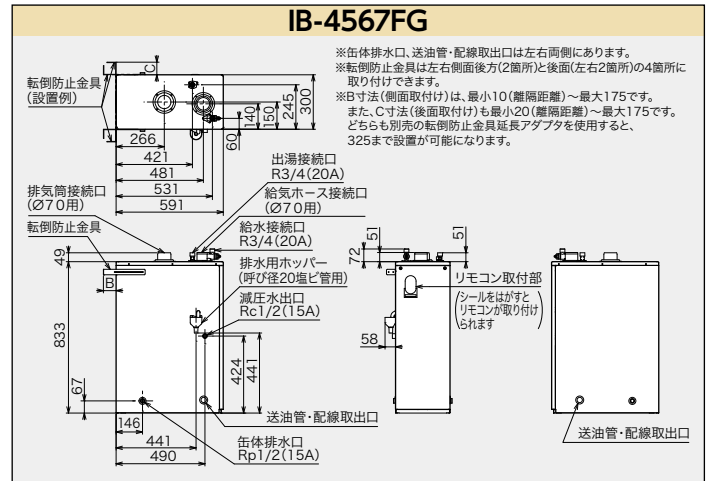 IB-4567FG
※缶体排水口、送油管・配線取出口は左右両側にあります。
※転倒防止金具は左右側面後方(2箇所)と後面(左右2箇所)の4箇所に
取り付けできます。
※B寸法(側面取付け)は、最小10(離隔距離)～最大175です。
また、C寸法(後面取付け)も最小20(離隔距離)～最大175です。
どちらも別売の転倒防止金具延長アダプタを使用すると、
325まで設置が可能になります。
C
転倒防止金具
(設置例)
140
150
245
300
60
266
421
481
531
591
出湯接続口
R3/4(20A)
排気筒接続口
(Ø70用)
給気ホース接続口
(Ø70用)
転倒防止金具
給水接続口
R3/4(20A)
排水用ホッパー
(呼び径20塩ビ管用)
減圧水出口
Rc1/2(15A)
49
51
72
51
51
B
リモコン取付部
(シールをはがすと
リモコンが取り付け
られます)
833
58
424
441
67
146
441
490
送油管・配線取出口
缶体排水口
Rp1/2(15A)
送油管・配線取出口